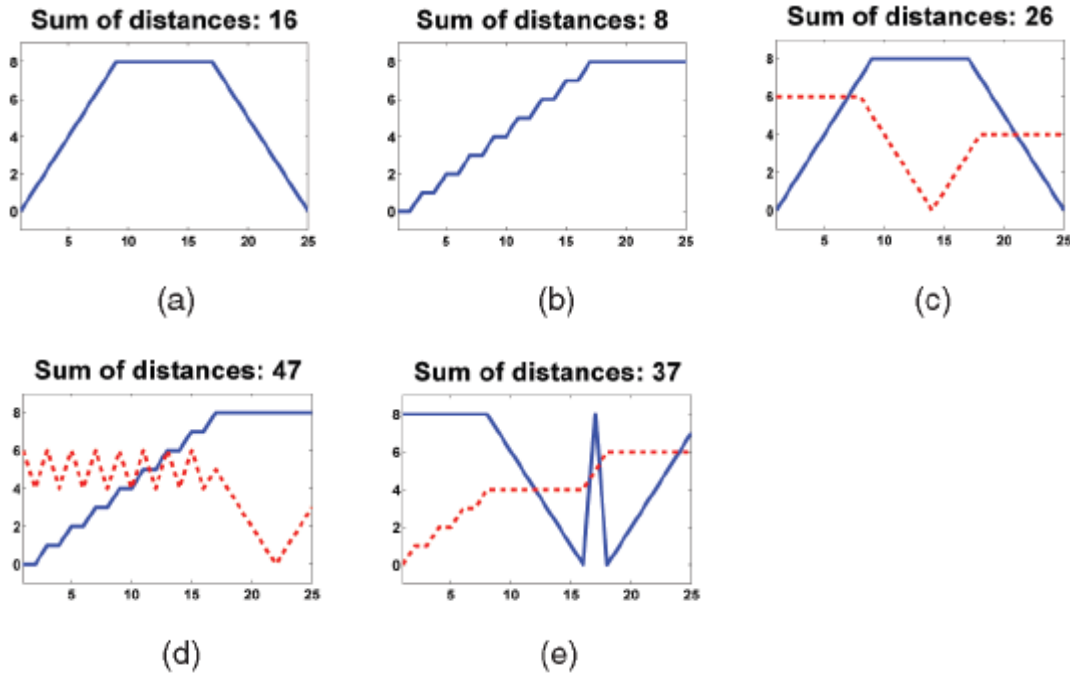 Sum of distances: 16
8
6
4
2
0
5 10 15 20 25
(a)
Sum of distances: 8
8
6
4
2
0
5 10 15 20 25
(b)
Sum of distances: 26
8
6
4
2
0
5 10 15 20 25
(c)
Sum of distances: 47
8
6
4
2
0
5 10 15 20 25
(d)
Sum of distances: 37
8
6
4
2
0
5 10 15 20 25
(e)